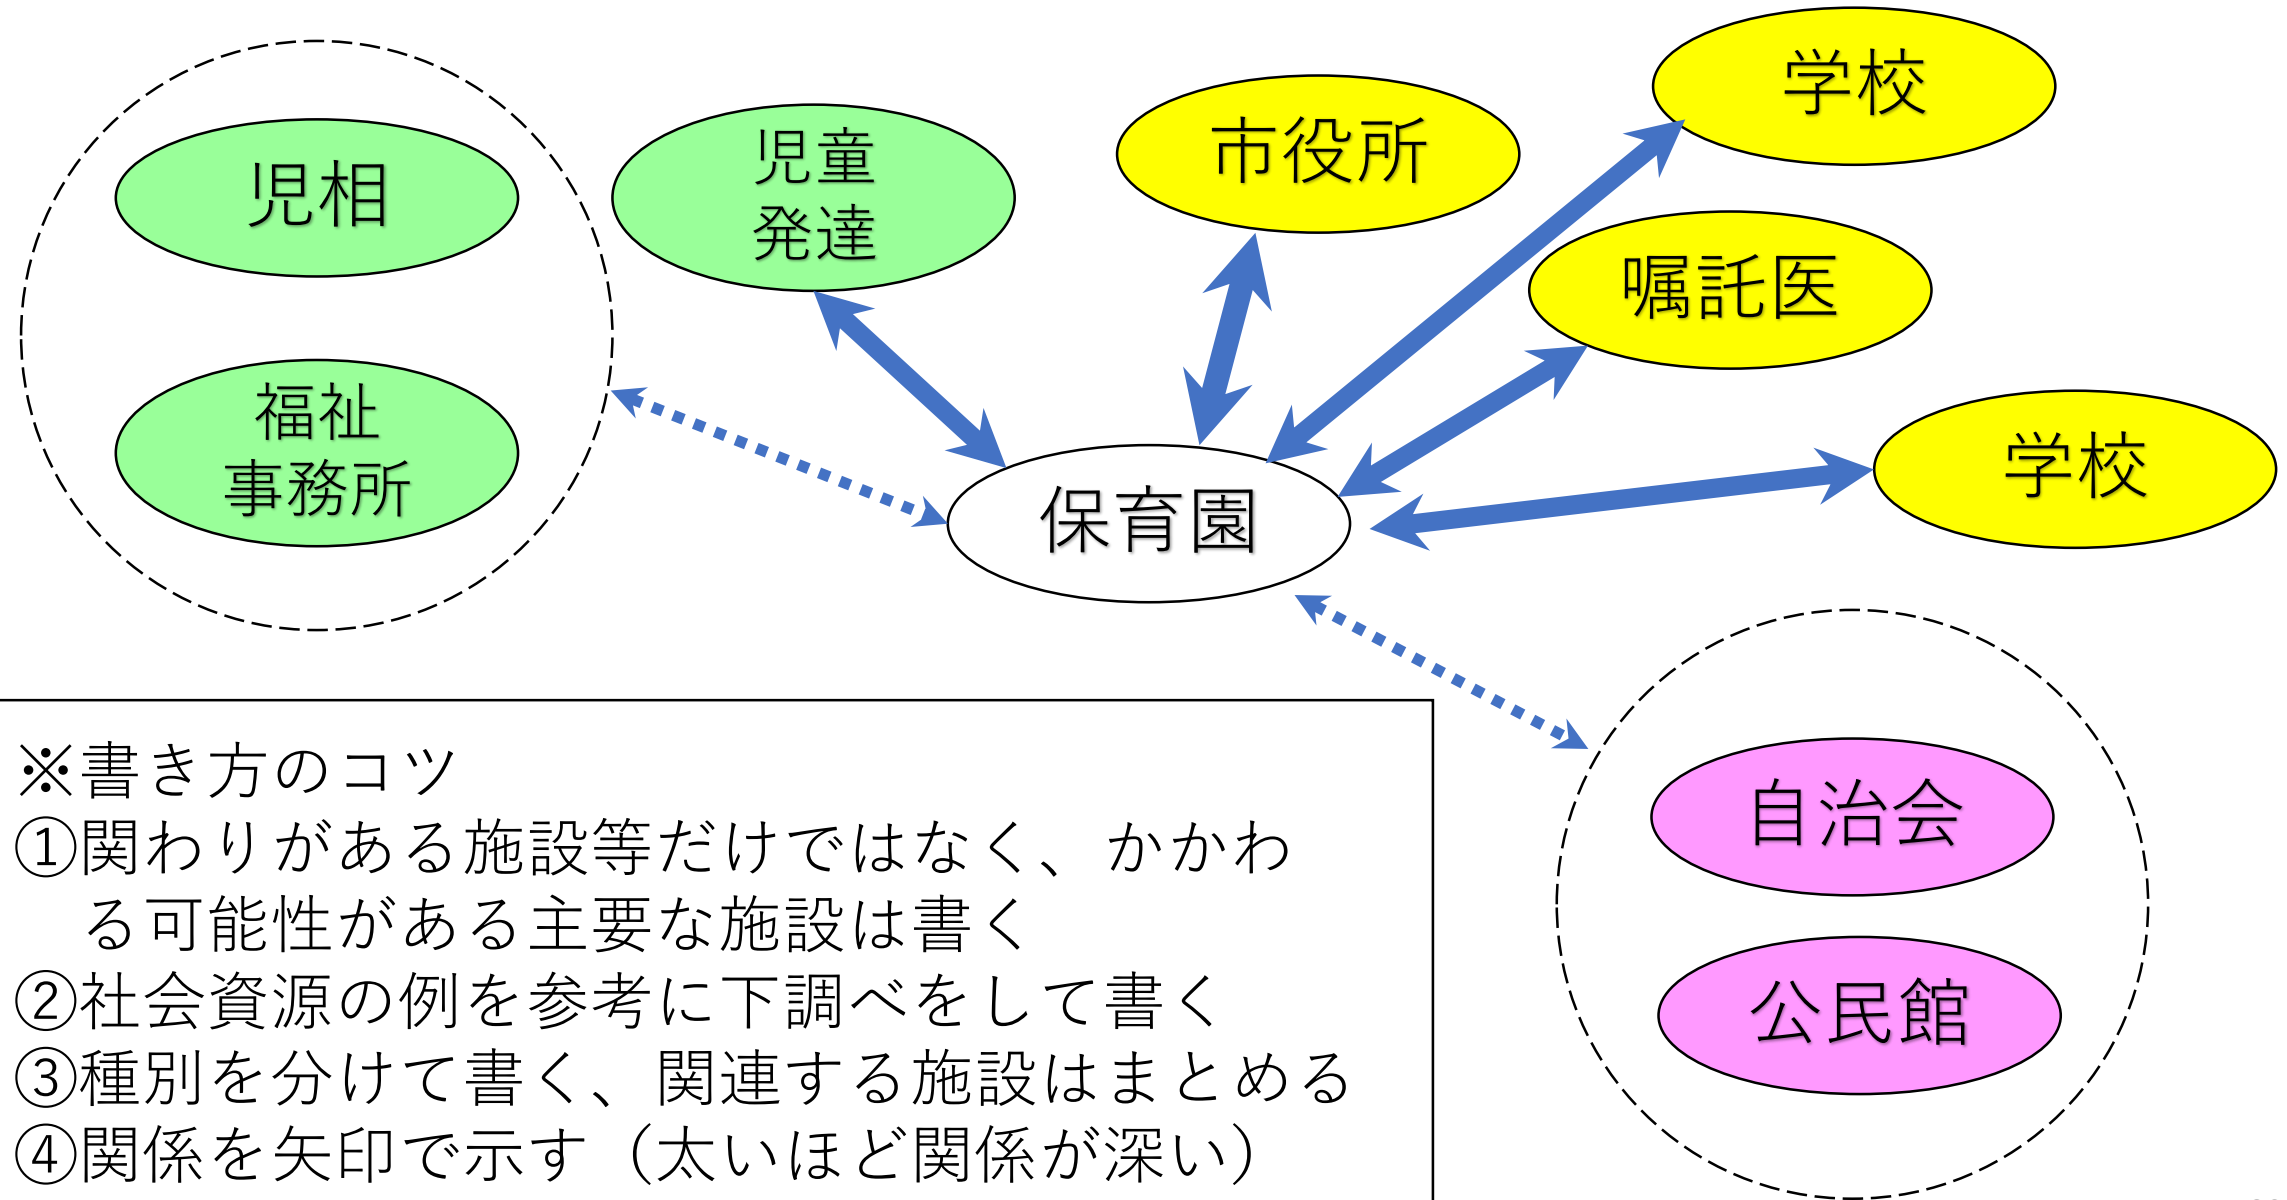 学校
市役所
児童
発達
児相
嘱託医
福祉
事務所
学校
保育園
自治会
公民館
※書き方のコツ
①関わりがある施設等だけではなく、かかわ
る可能性がある主要な施設は書く
②社会資源の例を参考に下調べをして書く
③種別を分けて書く、関連する施設はまとめる
④関係を矢印で示す（太いほど関係が深い）